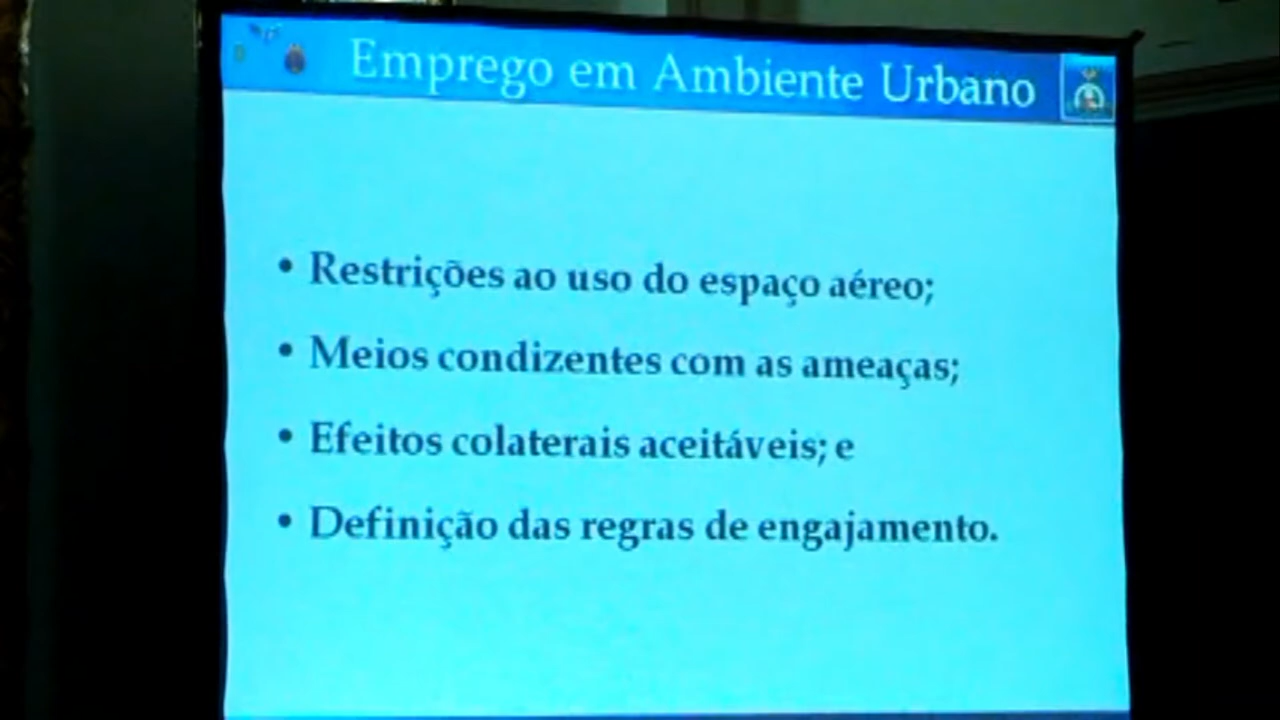 Emprego em Ambiente Urbano
• Restrições ao uso do espaço aéreo;
• Meios condizentes com as ameaças;
• Efeitos colaterais aceitáveis; e
• Definição das regras de engajamento.